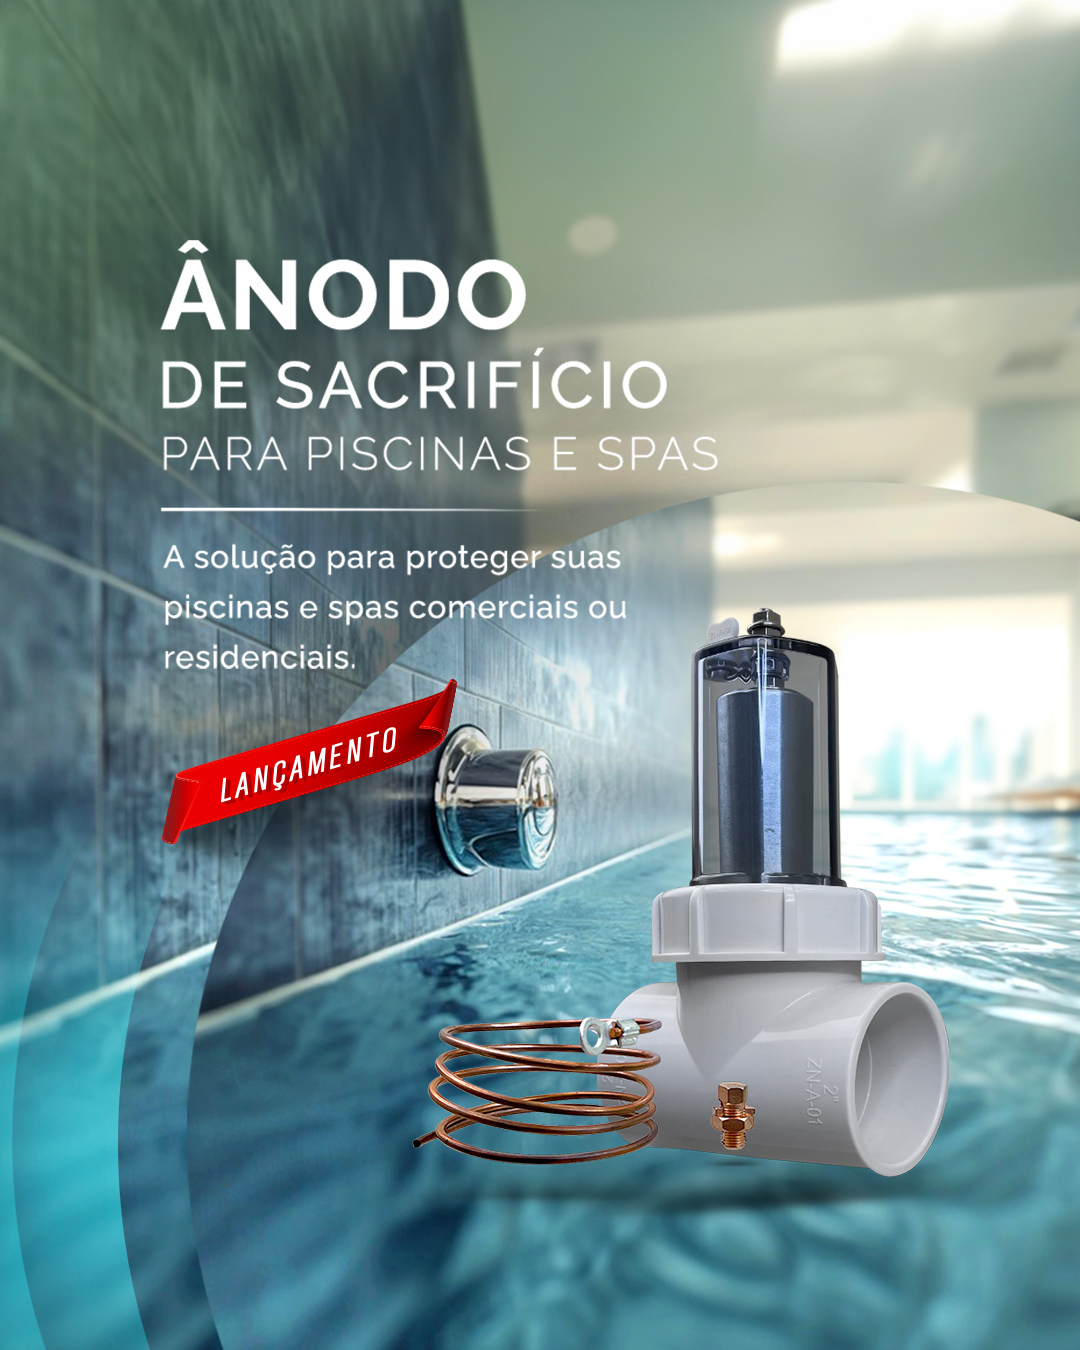 ÂNODO
DE SACRIFÍCIO
PARA PISCINAS E SPAS
A solução para proteger suas
piscinas e spas comerciais ou
residenciais.
LANÇAMENTO
2"
ZN-A-01